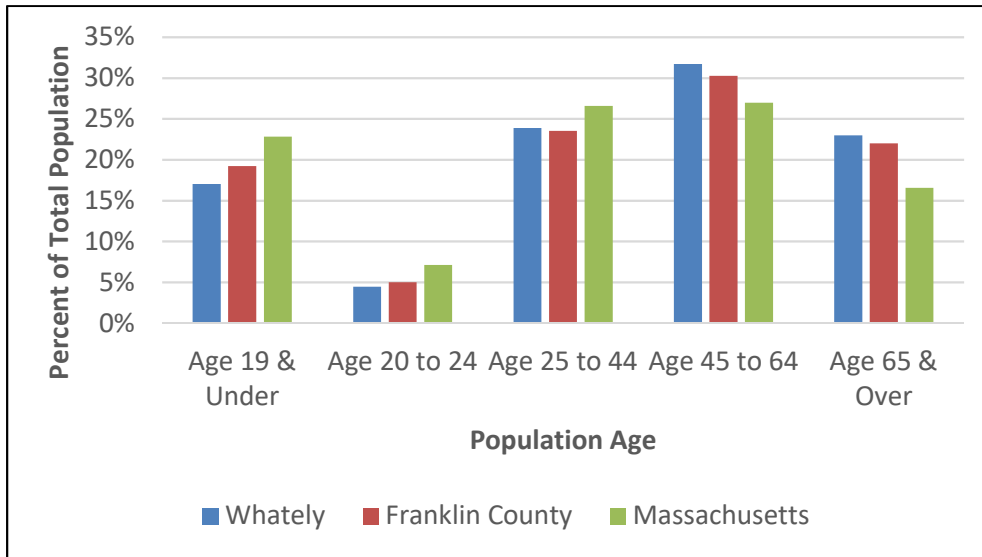 Percent of Total Population
35%
30%
25%
20%
15%
10%
5%
0%
Age 19 & Under
Age 20 to 24
Age 25 to 44
Age 45 to 64
Age 65 & Over
Population Age
Whately
Franklin County
Massachusetts